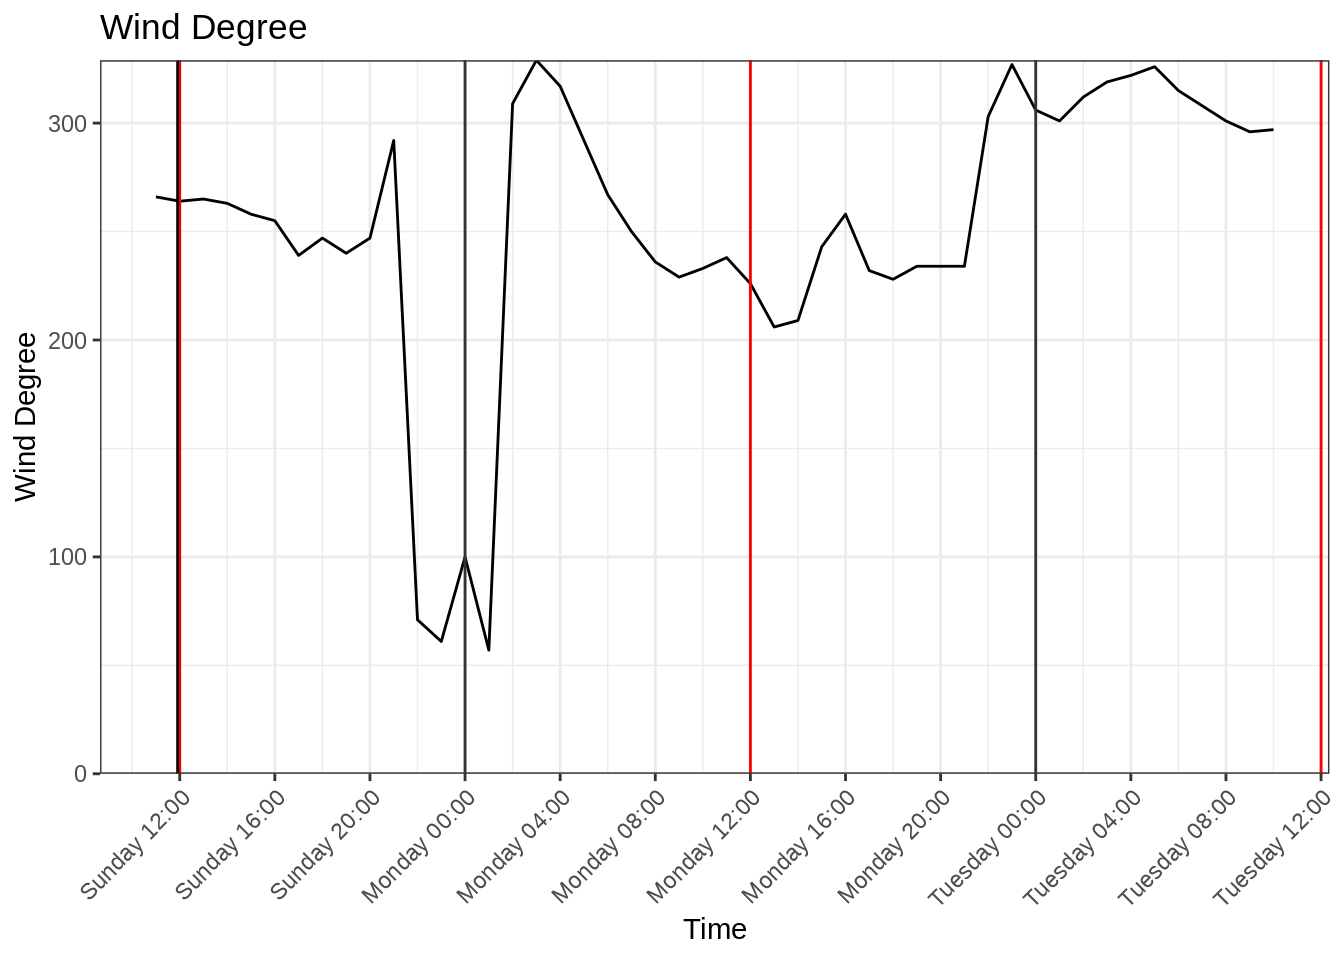 Wind Degree
Wind Degree
300
200
100
0
Sunday 12:00
Sunday 16:00
Sunday 20:00
Monday 00:00
Monday 04:00
Monday 08:00
Monday 12:00
Monday 16:00
Monday 20:00
Tuesday 00:00
Tuesday 04:00
Tuesday 08:00
Tuesday 12:00
Time